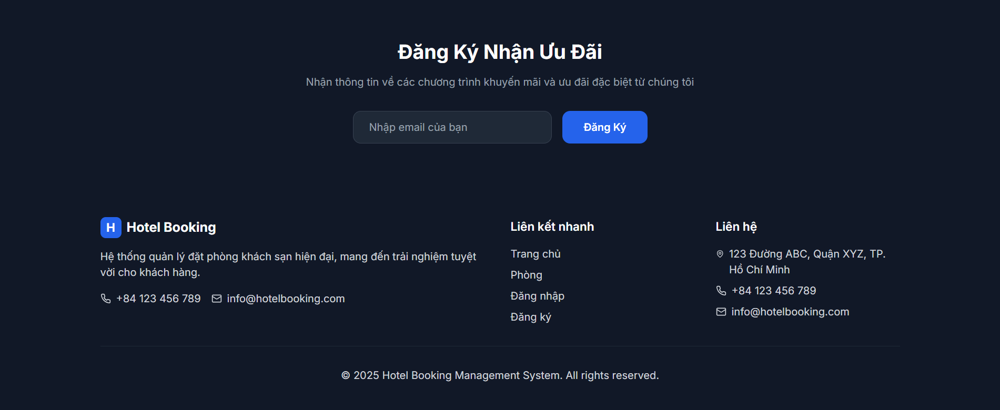 Đăng Ký Nhận Ưu Đãi
Nhận thông tin về các chương trình khuyến mãi và ưu đãi đặc biệt từ chúng tôi
Nhập email của bạn
Đăng Ký
H Hotel Booking
Hệ thống quản lý đặt phòng khách sạn hiện đại, mang đến trải nghiệm tuyệt
vời cho khách hàng.
+84 123 456 789 info@hotelbooking.com
Liên kết nhanh
Trang chủ
Phòng
Đăng nhập
Đăng ký
Liên hệ
123 Đường ABC, Quận XYZ, TP.
Hồ Chí Minh
+84 123 456 789
info@hotelbooking.com
© 2025 Hotel Booking Management System. All rights reserved.